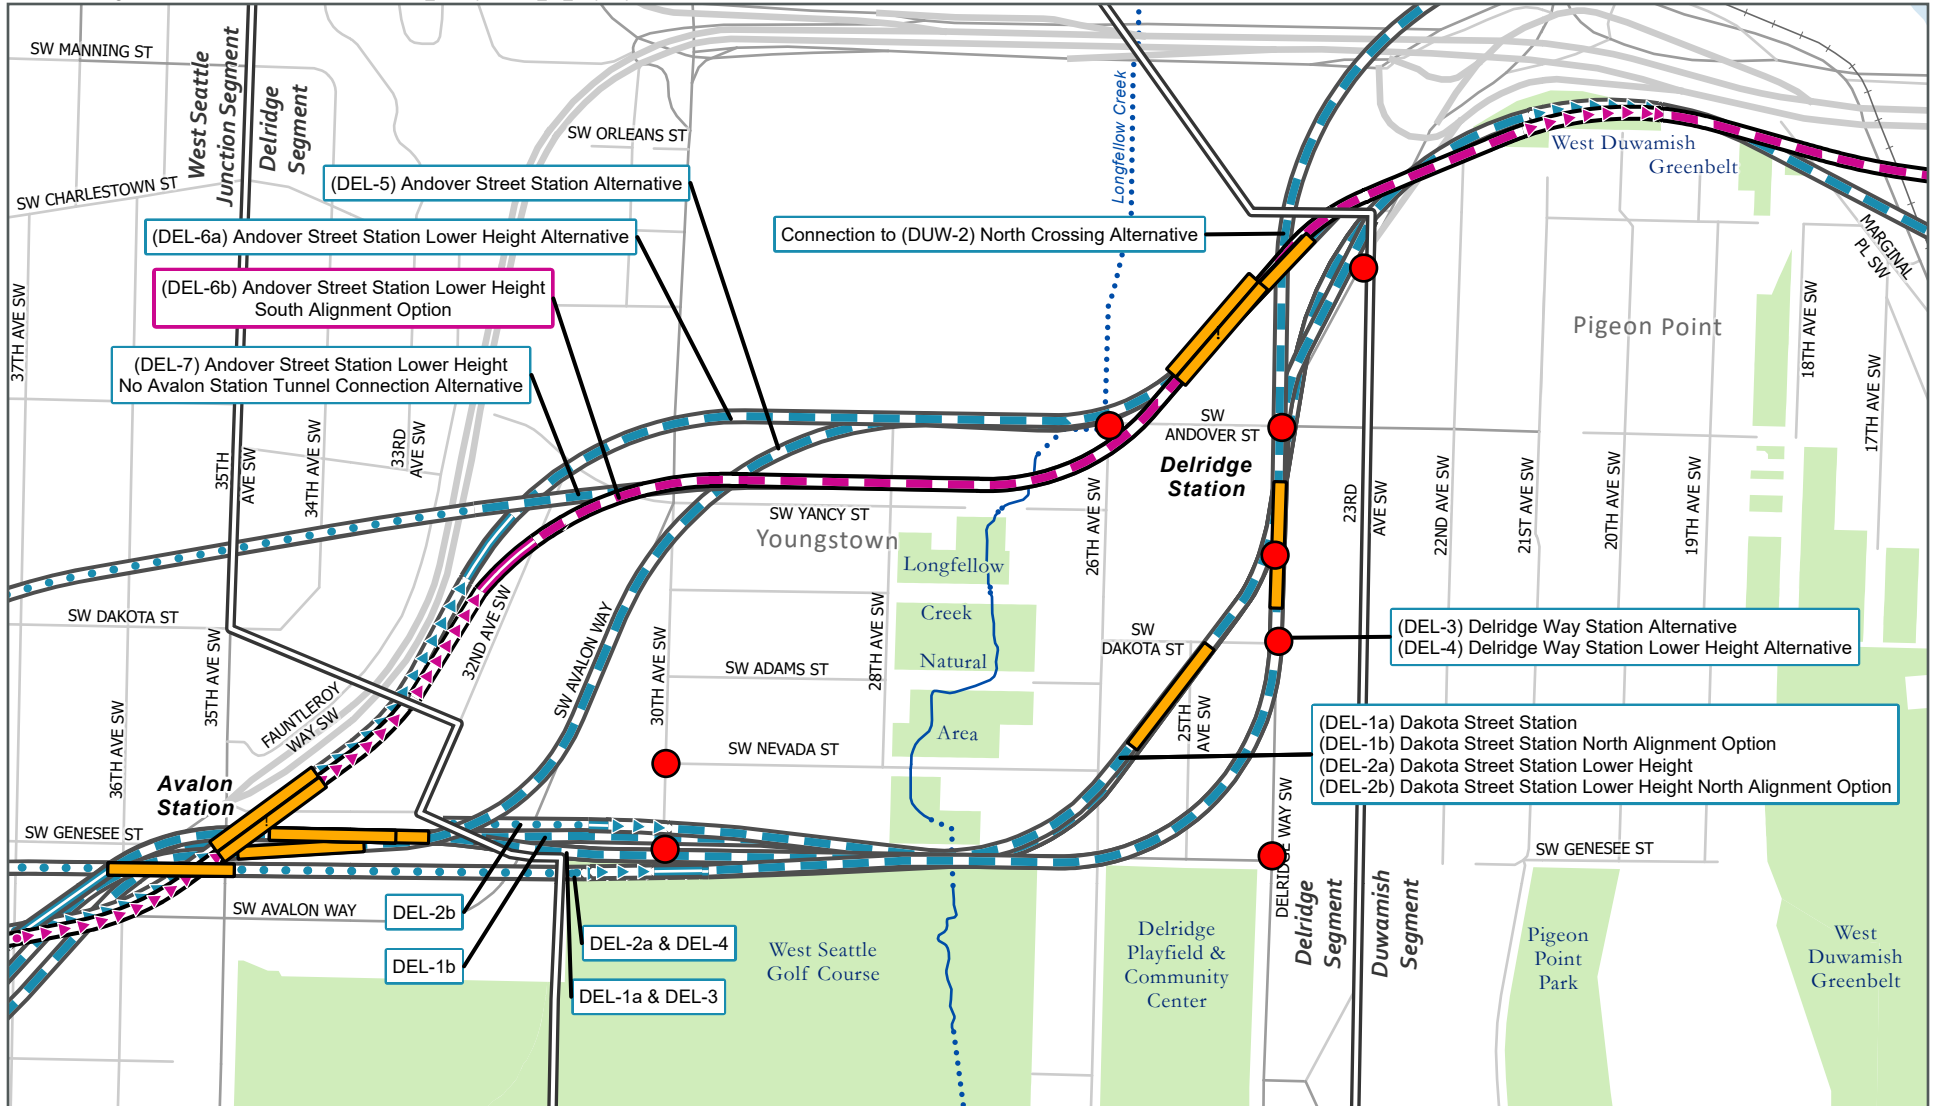 SW MANNING ST
West Seattle
Junction Segment
Delridge
Segment
SW ORLEANS ST
Longfellow Creek
West Duwamish
Greenbelt
SW CHARLESTOWN ST
(DEL-5) Andover Street Station Alternative
(DEL-6a) Andover Street Station Lower Height Alternative
Connection to (DUW-2) North Crossing Alternative
MARGINAL
PL SW
(DEL-6b) Andover Street Station Lower Height
South Alignment Option
37TH AVE SW
18TH AVE SW
Pigeon Point
(DEL-7) Andover Street Station Lower Height
No Avalon Station Tunnel Connection Alternative
17TH AVE SW
SW
ANDOVER ST
35TH
AVE SW
34TH AVE SW
33RD
AVE SW
Delridge
Station
26TH AVE SW
23RD
AVE SW
22ND AVE SW
21ST AVE SW
20TH AVE SW
19TH AVE SW
SW YANCY ST
Youngstown
Longfellow
Creek
Natural
Area
SW DAKOTA ST
35TH AVE SW
32ND AVE SW
SW AVALON WAY
30TH AVE SW
28TH AVE SW
SW
DAKOTA ST
(DEL-3) Delridge Way Station Alternative
(DEL-4) Delridge Way Station Lower Height Alternative
SW ADAMS ST
36TH AVE SW
FAUNTLEROY
WAY SW
25TH
AVE SW
SW NEVADA ST
(DEL-1a) Dakota Street Station
(DEL-1b) Dakota Street Station North Alignment Option
(DEL-2a) Dakota Street Station Lower Height
(DEL-2b) Dakota Street Station Lower Height North Alignment Option
Avalon
Station
SW GENESEE ST
DELRIDGE WAY SW
SW GENESEE ST
SW AVALON WAY
DEL-2b
DEL-1b
DEL-2a & DEL-4
DEL-1a & DEL-3
West Seattle
Golf Course
Delridge
Playfield &
Community
Center
Delridge
Segment
Duwamish
Segment
Pigeon
Point
Park
West
Duwamish
Greenbelt